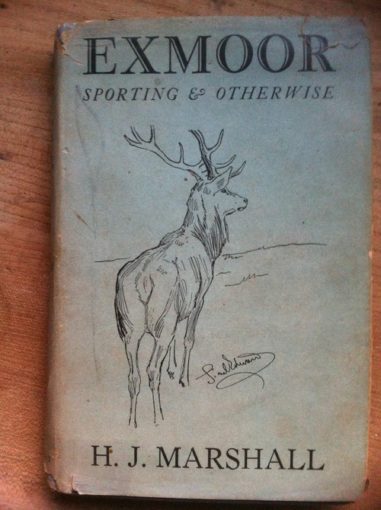 EXMOOR
SPORTING & OTHERWISE
H. J. MARSHALL